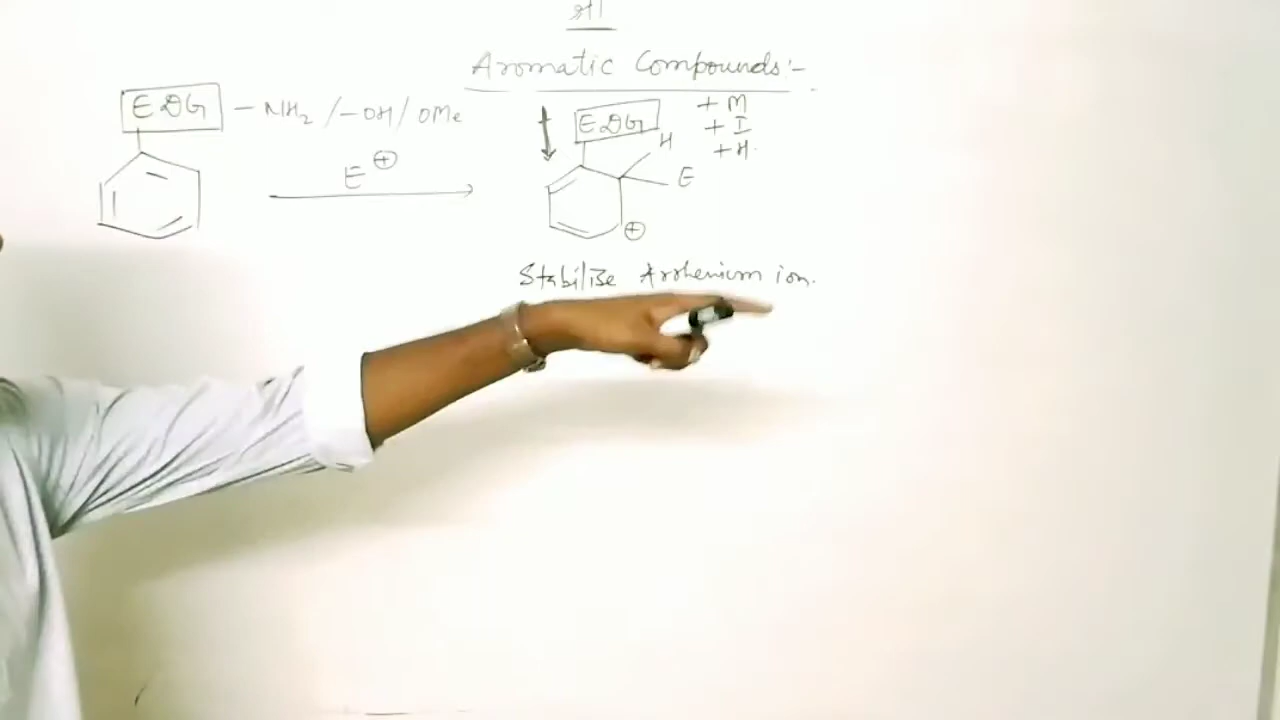 Aromatic Compounds:-
EDG - NH2 / -OH / OMe
E⊕
EDG
H
E
⊕
+ M
+ I
+ H.
Stabilise Arrhenium ion.